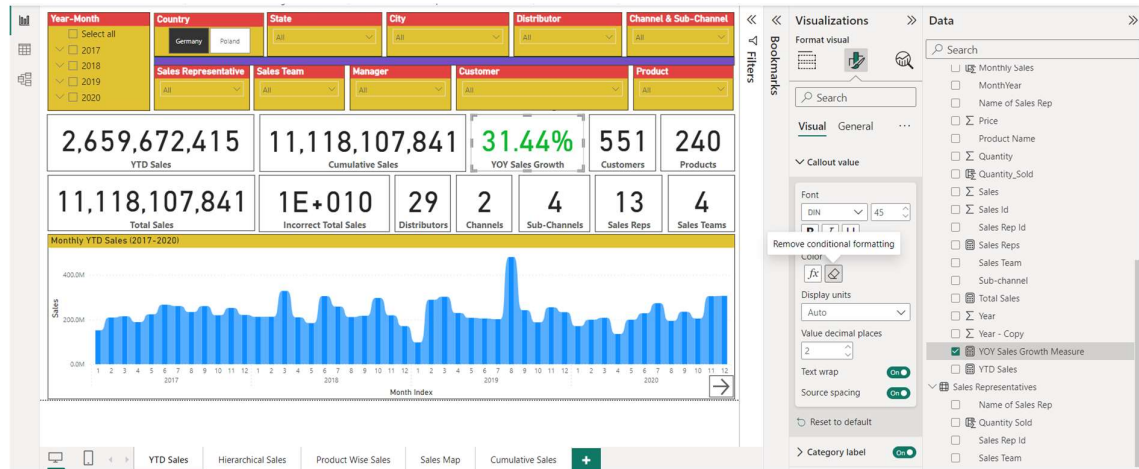 Year-Month
Select all
2017
2018
2019
2020
Country
Germany
Poland
State
All
City
All
Distributor
All
Channel & Sub-Channel
All
Sales Representative
All
Sales Team
All
Manager
All
Customer
All
Product
All
2,659,672,415
YTD Sales
11,118,107,841
Cumulative Sales
31.44%
YOY Sales Growth
551
Customers
240
Products
11,118,107,841
Total Sales
1E+010
Incorrect Total Sales
29
Distributors
2
Channels
4
Sub-Channels
13
Sales Reps
4
Sales Teams
Monthly YTD Sales (2017-2020)
400.0M
200.0M
0.0M
Sales
1 2 3 4 5 6 7 8 9 10 11 12 1 2 3 4 5 6 7 8 9 10 11 12 1 2 3 4 5 6 7 8 9 10 11 12 1 2 3 4 5 6 7 8 9 10 11 12
2017 2018 2019 2020
Month Index
YTD Sales
Hierarchical Sales
Product Wise Sales
Sales Map
Cumulative Sales
+
Filters
Bookmarks
Visualizations
Format visual
Search
Visual
General
...
Callout value
Font
DIN
45
Remove conditional formatting
Color
fx
Display units
Auto
Value decimal places
2
Text wrap
On
Source spacing
On
Reset to default
Category label
On
Data
Search
Monthly Sales
MonthYear
Name of Sales Rep
Price
Product Name
Quantity
Quantity_Sold
Sales
Sales Id
Sales Rep Id
Sales Reps
Sales Team
Sub-channel
Total Sales
Year
Year - Copy
YOY Sales Growth Measure
YTD Sales
Sales Representatives
Name of Sales Rep
Quantity Sold
Sales Rep Id
Sales Team